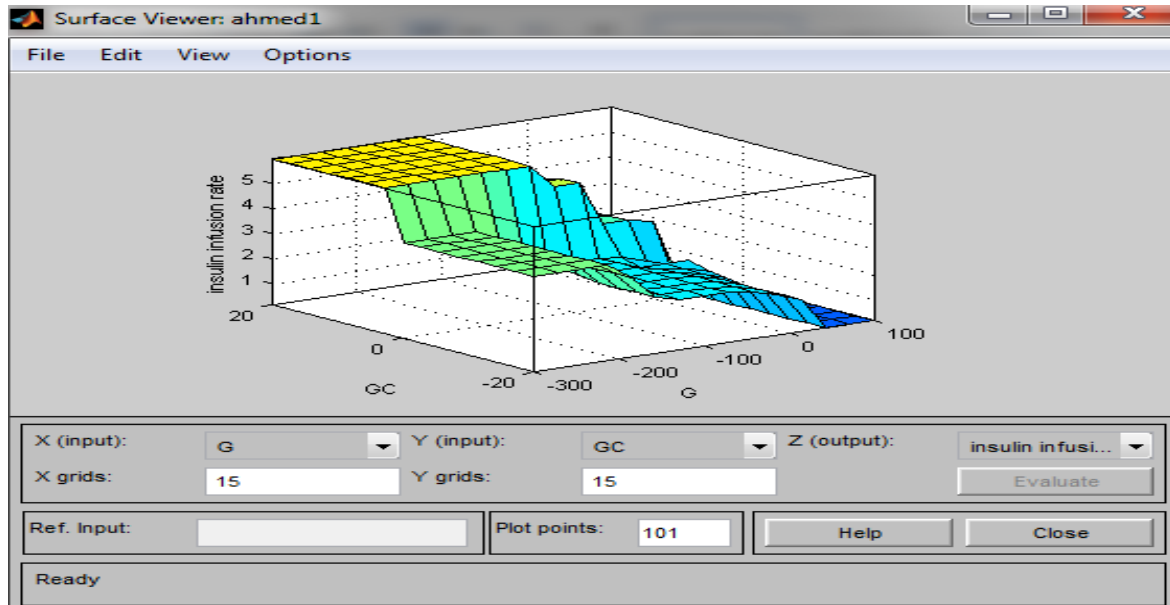 Surface Viewer: ahmed1
File Edit View Options
insulin infusion rate
5
4
3
2
1
20
0
-20
GC
-300
-200
-100
0
100
G
X (input): G Y (input): GC Z (output): insulin infusi...
X grids: 15 Y grids: 15 Evaluate
Ref. Input: Plot points: 101 Help Close
Ready